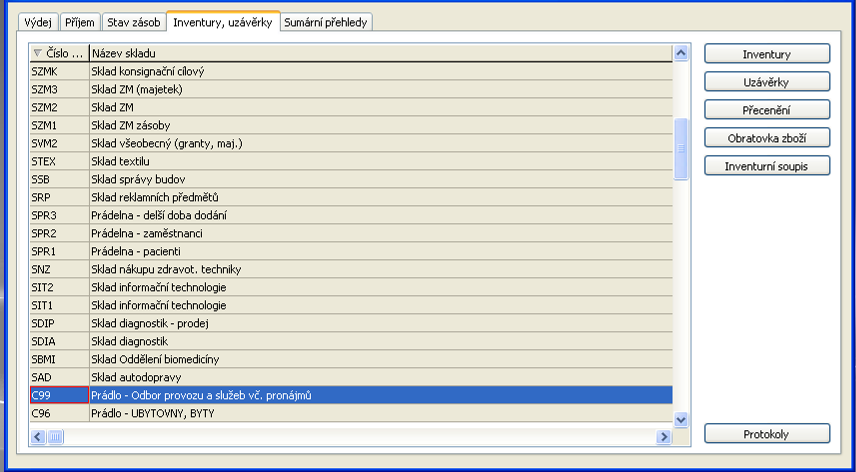 Výdej Příjem Stav zásob Inventury, uzávěrky Sumární přehledy
Číslo ... Název skladu
SZMK Sklad konsignační cílový
SZM3 Sklad ZM (majetek)
SZM2 Sklad ZM
SZM1 Sklad ZM zásoby
SVM2 Sklad všeobecný (granty, maj.)
STEX Sklad textilu
SSB Sklad správy budov
SRP Sklad reklamních předmětů
SPR3 Prádelna - delší doba dodání
SPR2 Prádelna - zaměstnanci
SPR1 Prádelna - pacienti
SNZ Sklad nákupu zdravot. techniky
SIT2 Sklad informační technologie
SIT1 Sklad informační technologie
SDIP Sklad diagnostik - prodej
SDIA Sklad diagnostik
SBMI Sklad Oddělení biomedicíny
SAD Sklad autodopravy
C99 Prádlo - Odbor provozu a služeb vč. pronájmů
C96 Prádlo - UBYTOVNY, BYTY
Inventury
Uzávěrky
Přecenění
Obratovka zboží
Inventurní soupis
Protokoly